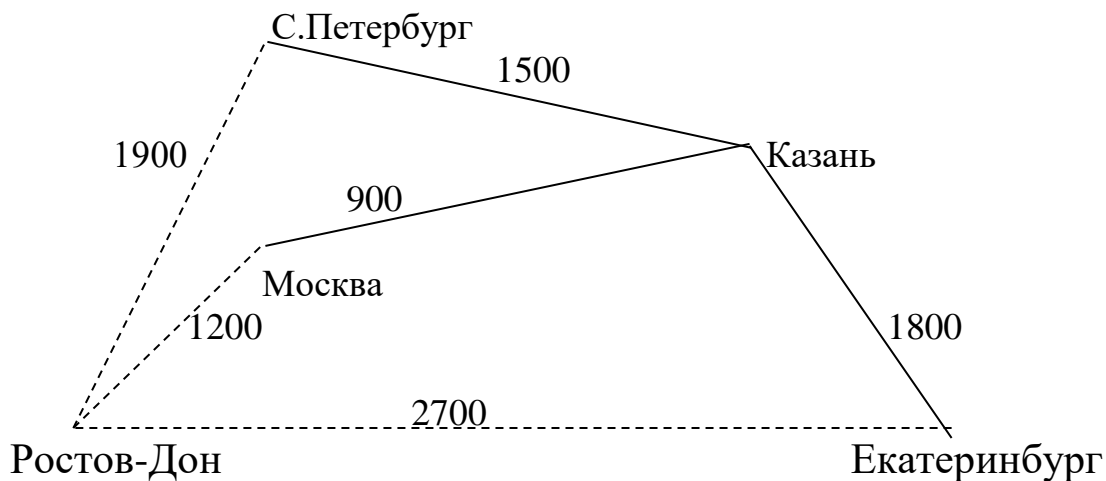 С.Петербург
1500
1900
Казань
900
Москва
1200
1800
2700
Ростов-Дон
Екатеринбург